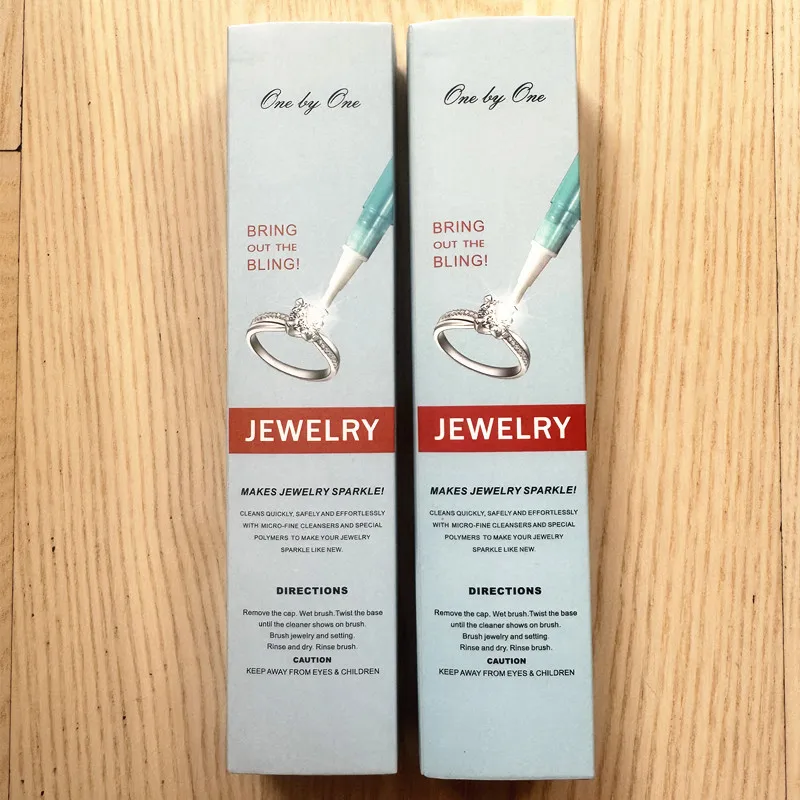 One by One
BRING
OUT THE
BLING!
JEWELRY
MAKES JEWELRY SPARKLE!
CLEANS QUICKLY, SAFELY AND EFFORTLESSLY
WITH MICRO-FINE CLEANSERS AND SPECIAL
POLYMERS TO MAKE YOUR JEWELRY
SPARKLE LIKE NEW.
DIRECTIONS
Remove the cap. Wet brush.Twist the base
until the cleaner shows on brush.
Brush jewelry and setting.
Rinse and dry. Rinse brush.
CAUTION
KEEP AWAY FROM EYES & CHILDREN
One by One
BRING
OUT THE
BLING!
JEWELRY
MAKES JEWELRY SPARKLE!
CLEANS QUICKLY, SAFELY AND EFFORTLESSLY
WITH MICRO-FINE CLEANSERS AND SPECIAL
POLYMERS TO MAKE YOUR JEWELRY
SPARKLE LIKE NEW.
DIRECTIONS
Remove the cap. Wet brush.Twist the base
until the cleaner shows on brush.
Brush jewelry and setting.
Rinse and dry. Rinse brush.
CAUTION
KEEP AWAY FROM EYES & CHILDREN